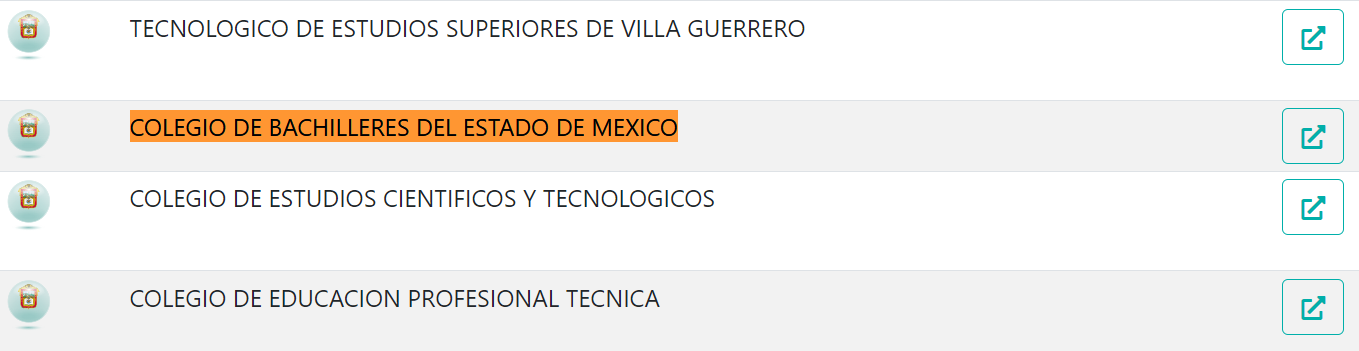 TECNOLOGICO DE ESTUDIOS SUPERIORES DE VILLA GUERRERO
COLEGIO DE BACHILLERES DEL ESTADO DE MEXICO
COLEGIO DE ESTUDIOS CIENTIFICOS Y TECNOLOGICOS
COLEGIO DE EDUCACION PROFESIONAL TECNICA